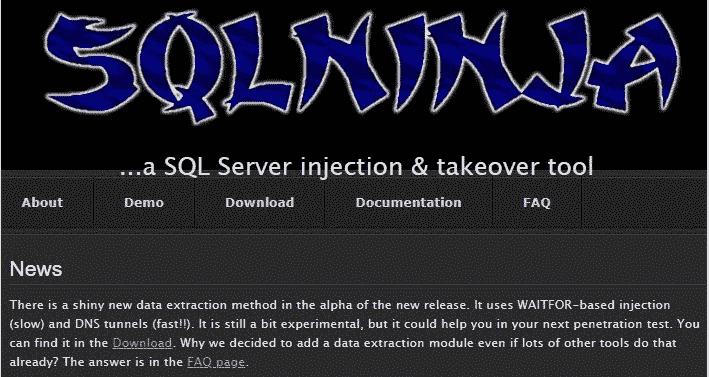 SQLNINJA
...a SQL Server injection & takeover tool
About Demo Download Documentation FAQ
News
There is a shiny new data extraction method in the alpha of the new release. It uses WAITFOR-based injection
(slow) and DNS tunnels (fast!!). It is still a bit experimental, but it could help you in your next penetration test. You
can find it in the Download. Why we decided to add a data extraction module even if lots of other tools do that
already? The answer is in the FAQ page.